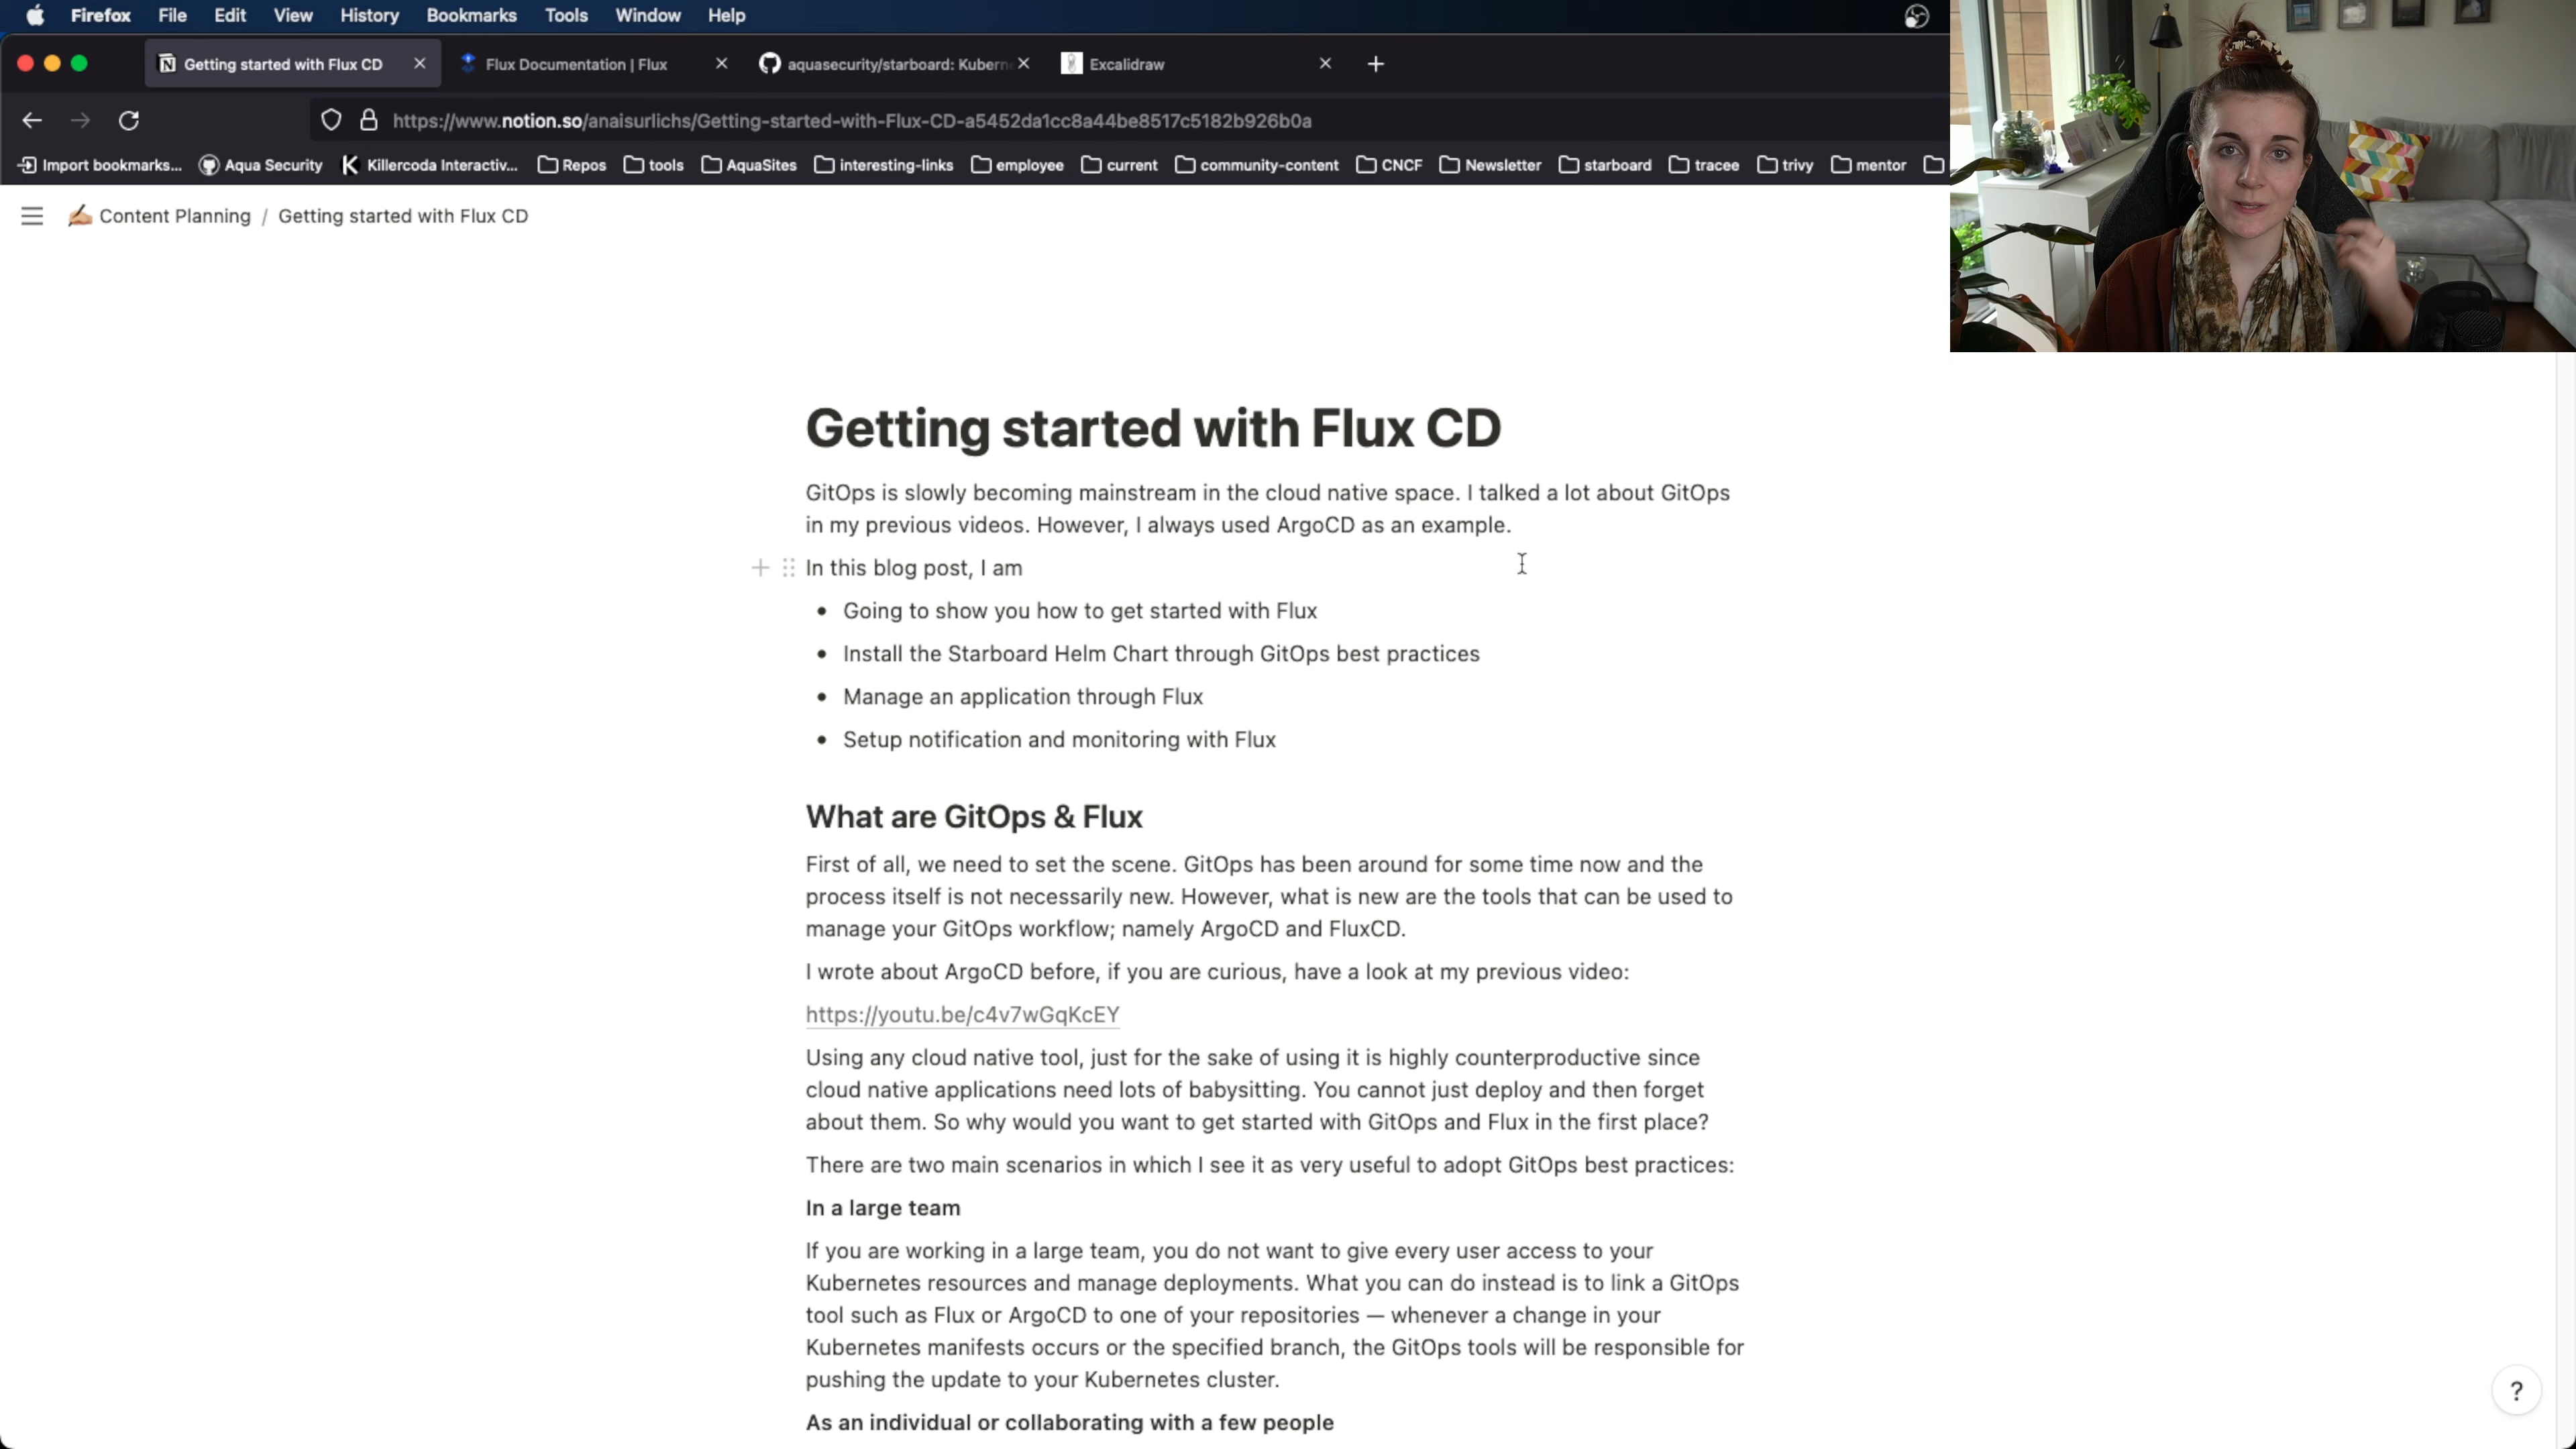 Firefox File Edit View History Bookmarks Tools Window Help
Getting started with Flux CD
Flux Documentation | Flux
aquasecurity/starboard: Kubern
Excalidraw
https://www.notion.so/anaisurlichs/Getting-started-with-Flux-CD-a5452da1cc8a44be8517c5182b926b0a
Import bookmarks... Aqua Security Killercoda Interactiv... Repos tools AquaSites interesting-links employee current community-content CNCF Newsletter starboard tracee trivy mentor
Content Planning / Getting started with Flux CD
Getting started with Flux CD
GitOps is slowly becoming mainstream in the cloud native space. I talked a lot about GitOps
in my previous videos. However, I always used ArgoCD as an example.
In this blog post, I am
• Going to show you how to get started with Flux
• Install the Starboard Helm Chart through GitOps best practices
• Manage an application through Flux
• Setup notification and monitoring with Flux
What are GitOps & Flux
First of all, we need to set the scene. GitOps has been around for some time now and the
process itself is not necessarily new. However, what is new are the tools that can be used to
manage your GitOps workflow; namely ArgoCD and FluxCD.
I wrote about ArgoCD before, if you are curious, have a look at my previous video:
https://youtu.be/c4v7wGqKcEY
Using any cloud native tool, just for the sake of using it is highly counterproductive since
cloud native applications need lots of babysitting. You cannot just deploy and then forget
about them. So why would you want to get started with GitOps and Flux in the first place?
There are two main scenarios in which I see it as very useful to adopt GitOps best practices:
In a large team
If you are working in a large team, you do not want to give every user access to your
Kubernetes resources and manage deployments. What you can do instead is to link a GitOps
tool such as Flux or ArgoCD to one of your repositories — whenever a change in your
Kubernetes manifests occurs or the specified branch, the GitOps tools will be responsible for
pushing the update to your Kubernetes cluster.
As an individual or collaborating with a few people
?